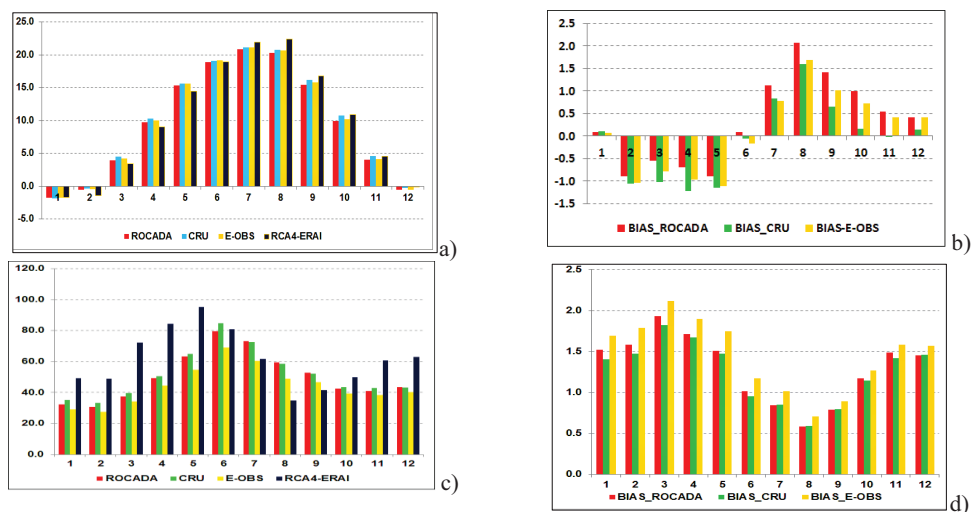 25.0
20.0
15.0
10.0
5.0
0.0
-5.0
1 2 3 4 5 6 7 8 9 10 11 12
ROCADA CRU E-OBS RCA4-ERAI
a)
2.5
2.0
1.5
1.0
0.5
0.0
-0.5
-1.0
-1.5
1 2 3 4 5 6 7 8 9 10 11 12
BIAS_ROCADA BIAS_CRU BIAS-E-OBS
b)
120.0
100.0
80.0
60.0
40.0
20.0
0.0
1 2 3 4 5 6 7 8 9 10 11 12
ROCADA CRU E-OBS RCA4-ERAI
c)
2.5
2.0
1.5
1.0
0.5
0.0
1 2 3 4 5 6 7 8 9 10 11 12
BIAS_ROCADA BIAS_CRU BIAS_E-OBS
d)